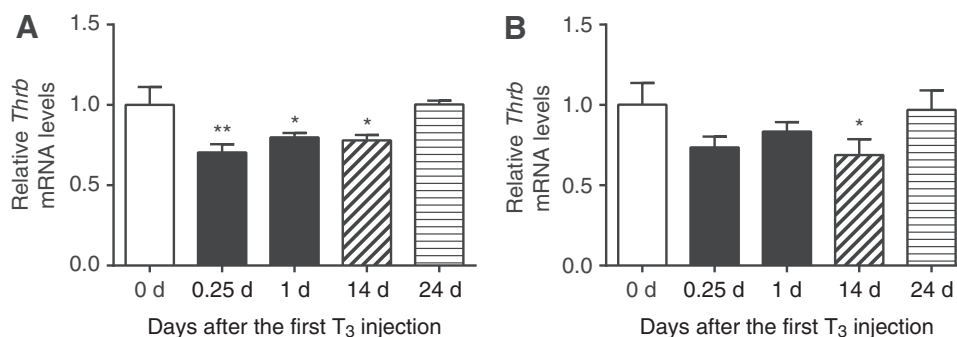 A
Relative Thrb
mRNA levels
1.5
1.0
0.5
0.0
**
*
*
0 d 0.25 d 1 d 14 d 24 d
Days after the first T₃ injection
B
Relative Thrb
mRNA levels
1.5
1.0
0.5
0.0
*
0 d 0.25 d 1 d 14 d 24 d
Days after the first T₃ injection